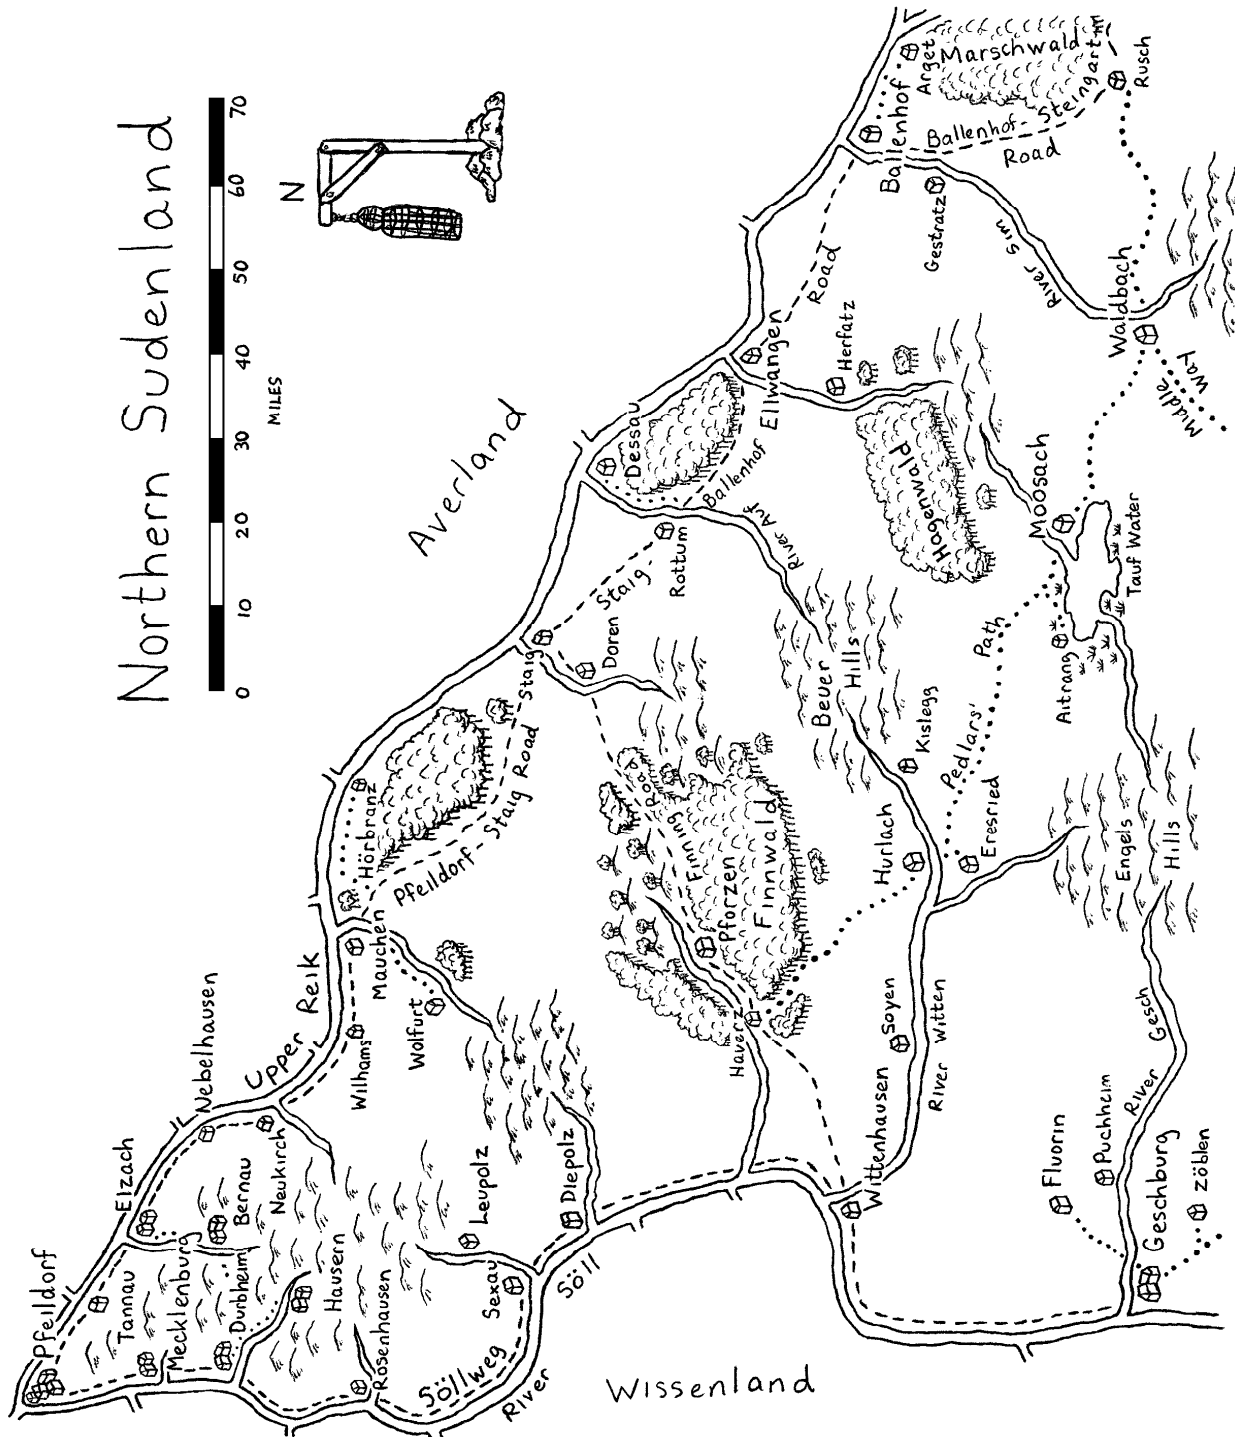 Northern Sudenland
0 10 20 30 40 50 60 70
MILES
N
Averland
Wissenland
Upper Reik
Pfeildorf
Tannau
Mecklenburg
Elzach
Nebelhausen
Bernau
Durbheim
Neukirch
Hausern
Rosenhausen
Söllweg
River Söll
Sexau
Leupolz
Diepolz
Wilhams
Mauchen
Wolfurt
Hörbranz
Pfeildorf-Staig Road
Staig
Doren
Staig-Ballenhof Road
Rottum
Dessau
River Auf
Ellwangen
Herfatz
Hagenwald
Ballenhof
Arget
Marschwald
Ballenhof-Steingart Road
Rusch
Gestratz
River Sim
Waldbach
Middle Way
Moosach
Tauf Water
Aitrang
Pedlars' Path
Beuer Hills
Kislegg
Hurlach
Eresried
Engels Hills
Finning Road
Pforzen
Finnwald
Haverz
Soyen
River Witten
Wittenhausen
Fluorin
Puchheim
River Gesch
Geschburg
Zöblen